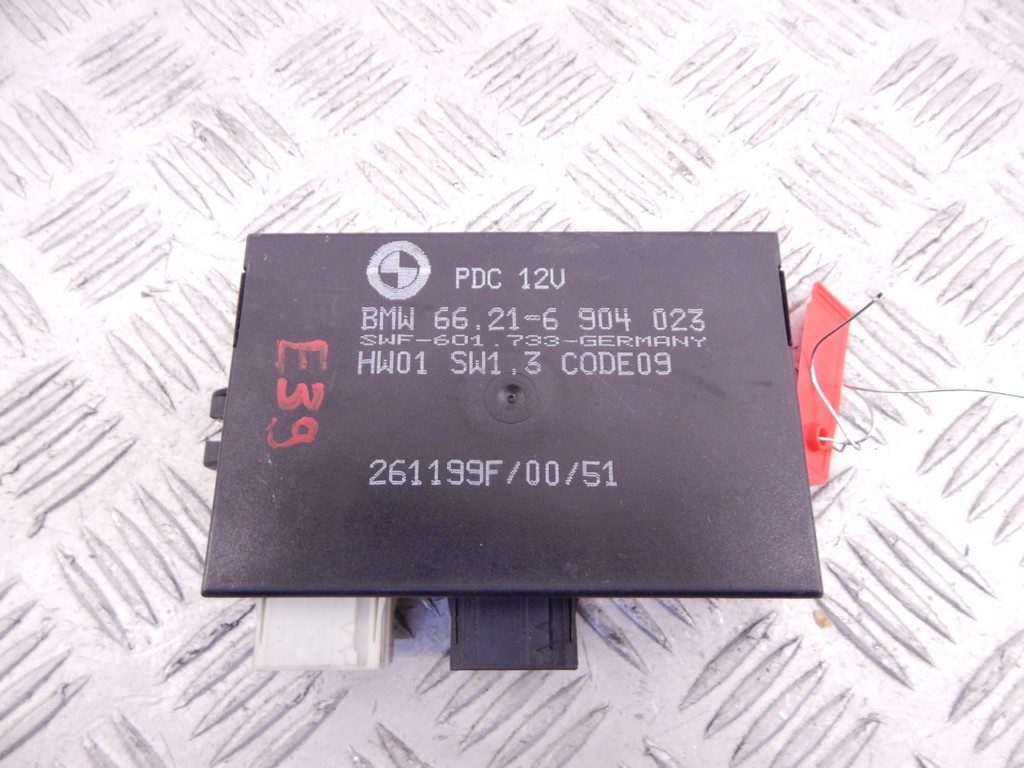 PDC 12V
BMW 66.21-6 904 023
SWF-601.733-GERMANY
HW01 SW1.3 CODE09
E39
261199F/00/51